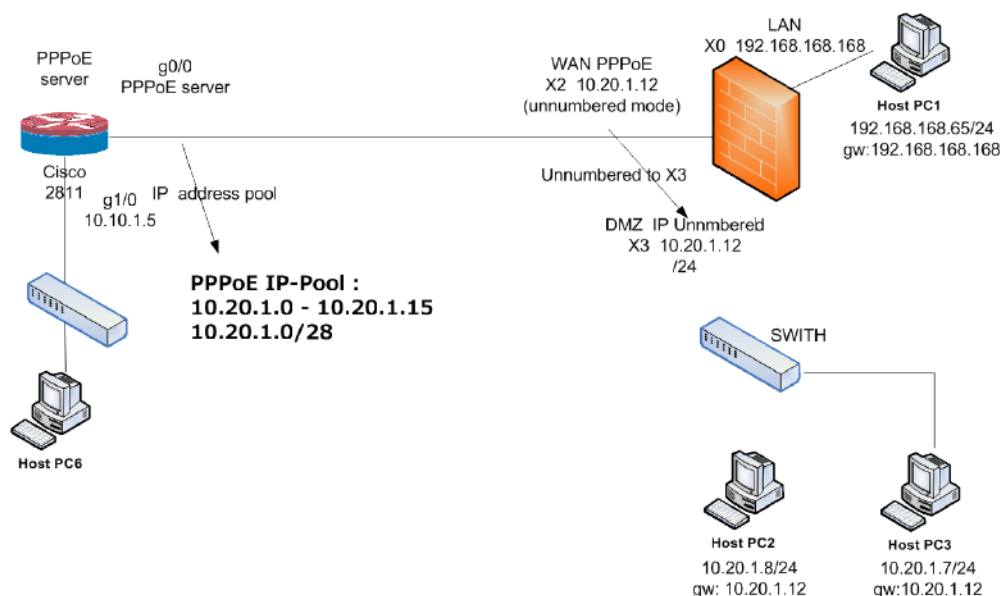 PPPoE
server
g0/0
PPPoE server
Cisco
2811
g1/0
10.10.1.5
IP address pool
PPPoE IP-Pool :
10.20.1.0 - 10.20.1.15
10.20.1.0/28
Host PC6
WAN PPPoE
X2 10.20.1.12
(unnumbered mode)
Unnumbered to X3
DMZ IP Unnmbered
X3 10.20.1.12
/24
LAN
X0 192.168.168.168
Host PC1
192.168.168.65/24
gw:192.168.168.168
SWITH
Host PC2
10.20.1.8/24
gw: 10.20.1.12
Host PC3
10.20.1.7/24
gw:10.20.1.12